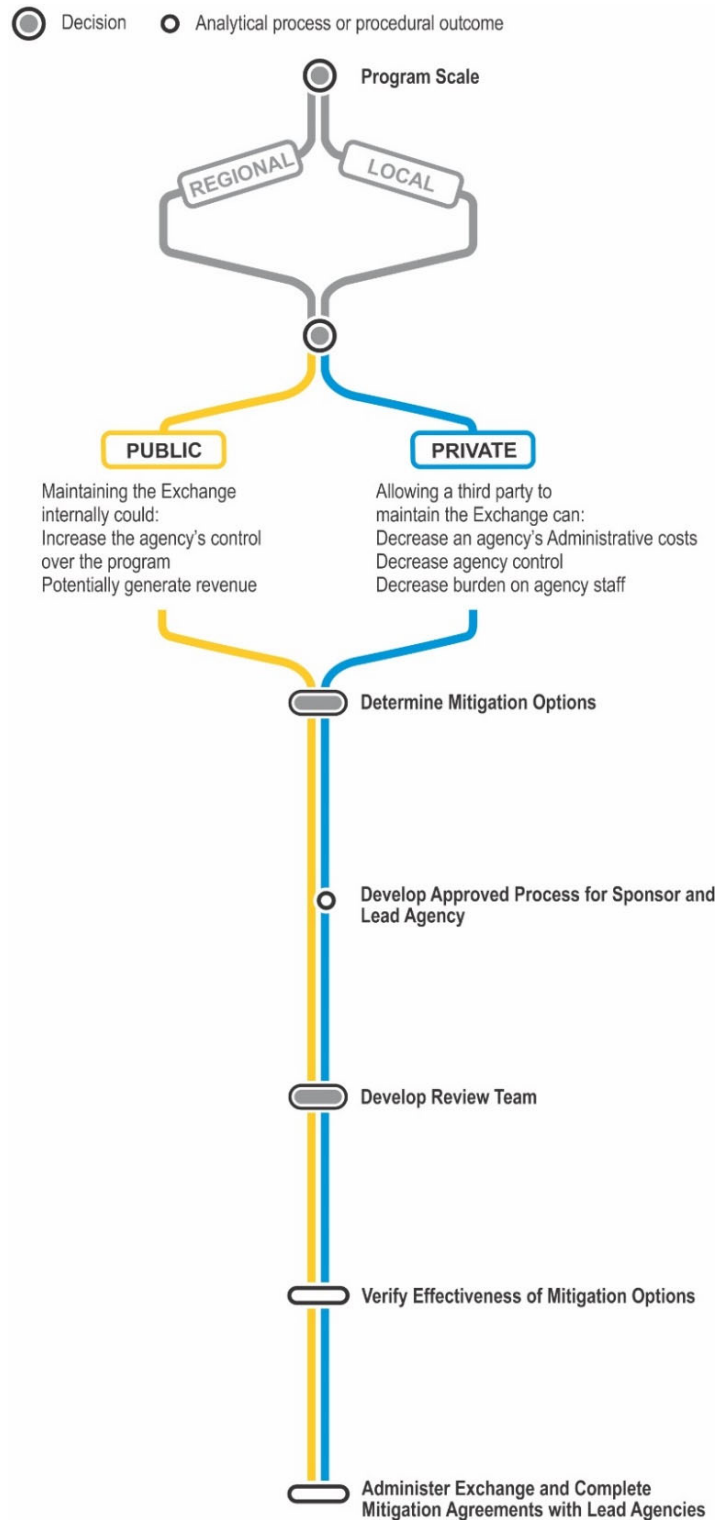 Decision
Analytical process or procedural outcome
Program Scale
REGIONAL
LOCAL
PUBLIC
Maintaining the Exchange
internally could:
Increase the agency's control
over the program
Potentially generate revenue
PRIVATE
Allowing a third party to
maintain the Exchange can:
Decrease an agency's Administrative costs
Decrease agency control
Decrease burden on agency staff
Determine Mitigation Options
Develop Approved Process for Sponsor and
Lead Agency
Develop Review Team
Verify Effectiveness of Mitigation Options
Administer Exchange and Complete
Mitigation Agreements with Lead Agencies